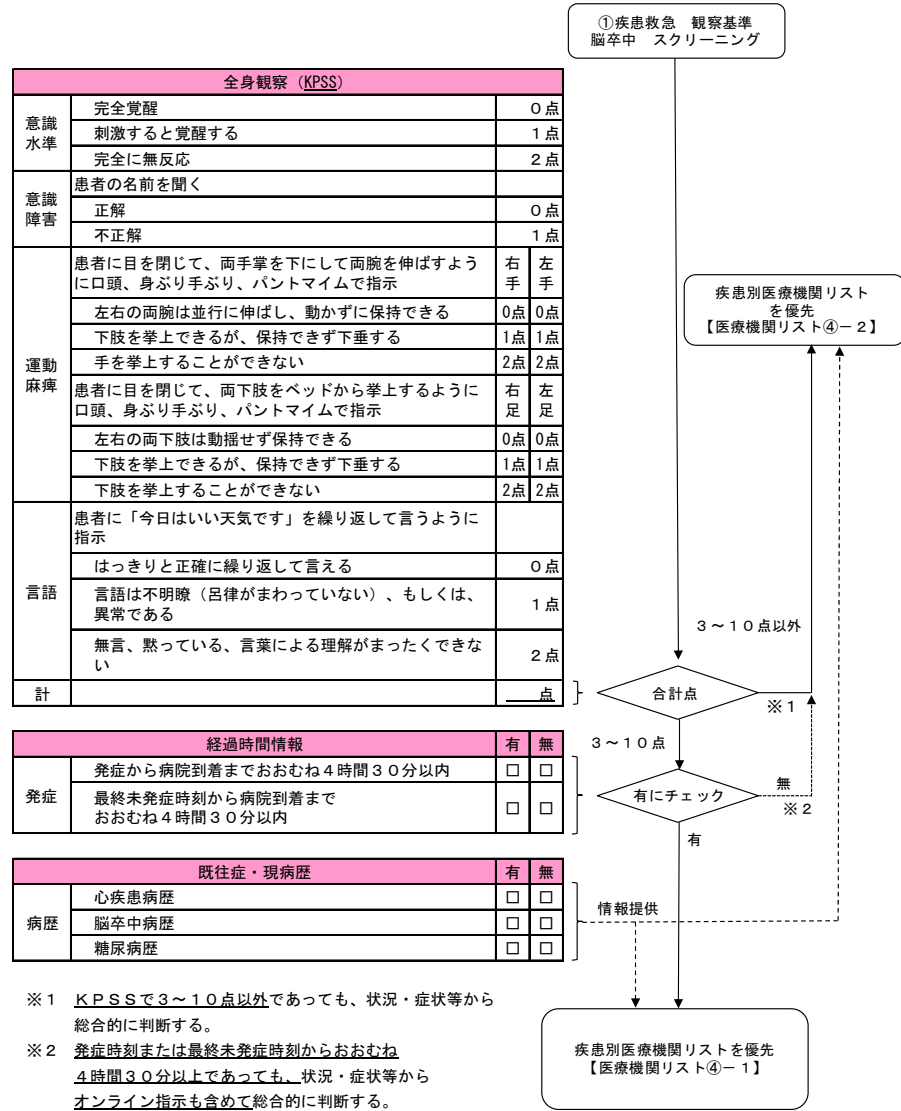 ①疾患救急　観察基準
脳卒中　スクリーニング
全身観察（KPSS）
意識
水準
完全覚醒
０点
刺激すると覚醒する
１点
完全に無反応
２点
意識
障害
患者の名前を聞く
正解
０点
不正解
１点
運動
麻痺
患者に目を閉じて、両手掌を下にして両腕を伸ばすよう
に口頭、身ぶり手ぶり、パントマイムで指示
右
手
左
手
左右の両腕は並行に伸ばし、動かずに保持できる
0点 0点
下肢を挙上できるが、保持できず下垂する
1点 1点
手を挙上することができない
2点 2点
患者に目を閉じて、両下肢をベッドから挙上するように
口頭、身ぶり手ぶり、パントマイムで指示
右
足
左
足
左右の両下肢は動揺せず保持できる
0点 0点
下肢を挙上できるが、保持できず下垂する
1点 1点
下肢を挙上することができない
2点 2点
言語
患者に「今日はいい天気です」を繰り返して言うように
指示
はっきりと正確に繰り返して言える
０点
言語は不明瞭（呂律がまわっていない）、もしくは、
異常である
１点
無言、黙っている、言葉による理解がまったくできな
い
２点
計
点
疾患別医療機関リスト
を優先
【医療機関リスト④－２】
３～１０点以外
合計点
※１
３～１０点
経過時間情報
有 無
発症
発症から病院到着までおおむね４時間３０分以内
□ □
最終未発症時刻から病院到着まで
おおむね４時間３０分以内
□ □
有にチェック
無
※２
有
既往症・現病歴
有 無
病歴
心疾患病歴
□ □
脳卒中病歴
□ □
糖尿病歴
□ □
情報提供
※１　ＫＰＳＳで３～１０点以外であっても、状況・症状等から
総合的に判断する。
※２　発症時刻または最終未発症時刻からおおむね
４時間３０分以上であっても、状況・症状等から
オンライン指示も含めて総合的に判断する。
疾患別医療機関リストを優先
【医療機関リスト④－１】